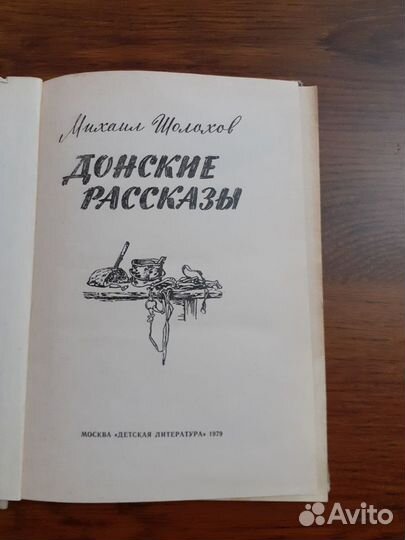 Михаил Шолохов
ДОНСКИЕ
РАССКАЗЫ
МОСКВА «ДЕТСКАЯ ЛИТЕРАТУРА» 1979
Avito